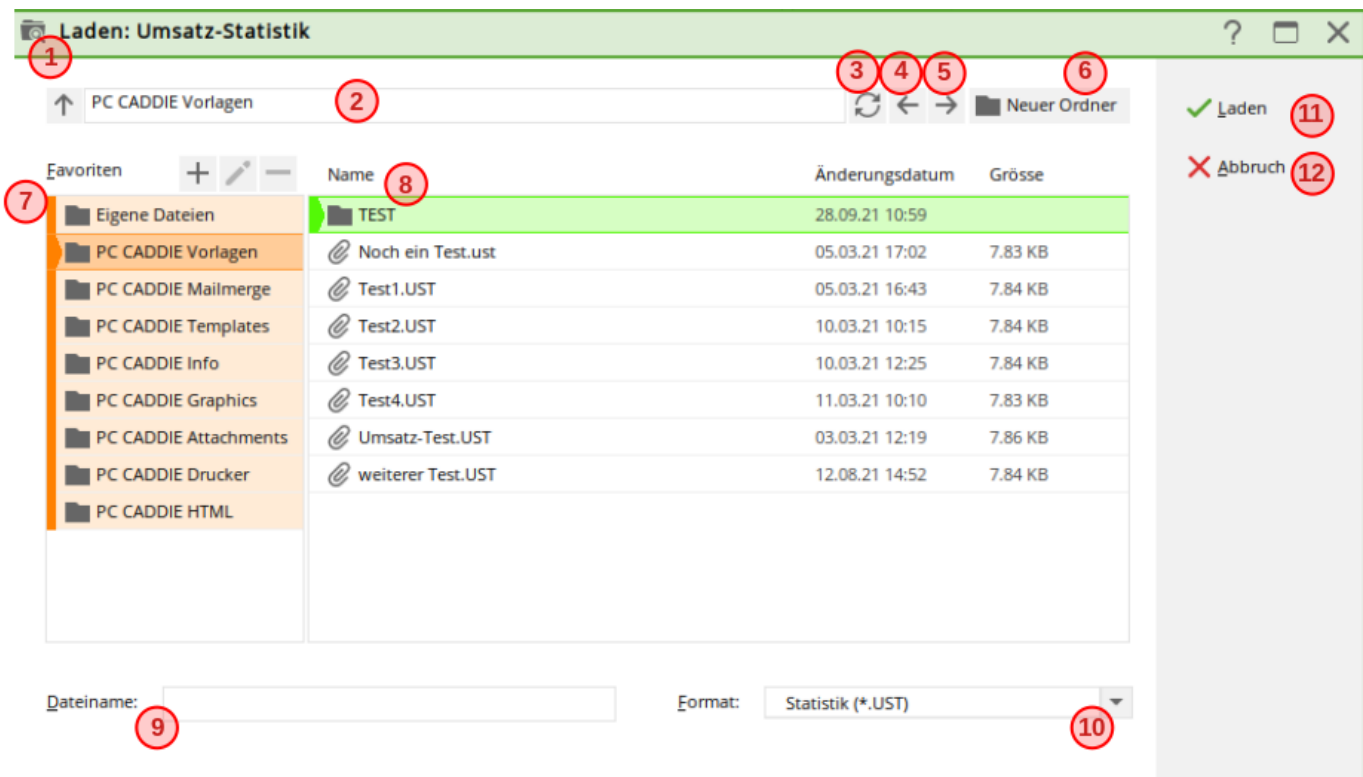 Laden: Umsatz-Statistik
?
1
3 4 5 6
PC CADDIE Vorlagen 2 Neuer Ordner
Laden 11
Abbruch 12
Favoriten
7
Eigene Dateien
PC CADDIE Vorlagen
PC CADDIE Mailmerge
PC CADDIE Templates
PC CADDIE Info
PC CADDIE Graphics
PC CADDIE Attachments
PC CADDIE Drucker
PC CADDIE HTML
Name 8 Änderungsdatum Grösse
TEST 28.09.21 10:59
Noch ein Test.ust 05.03.21 17:02 7.83 KB
Test1.UST 05.03.21 16:43 7.84 KB
Test2.UST 10.03.21 10:15 7.84 KB
Test3.UST 10.03.21 12:25 7.84 KB
Test4.UST 11.03.21 10:10 7.83 KB
Umsatz-Test.UST 03.03.21 12:19 7.86 KB
weiterer Test.UST 12.08.21 14:52 7.84 KB
Dateiname: 9
Format: Statistik (*.UST) 10